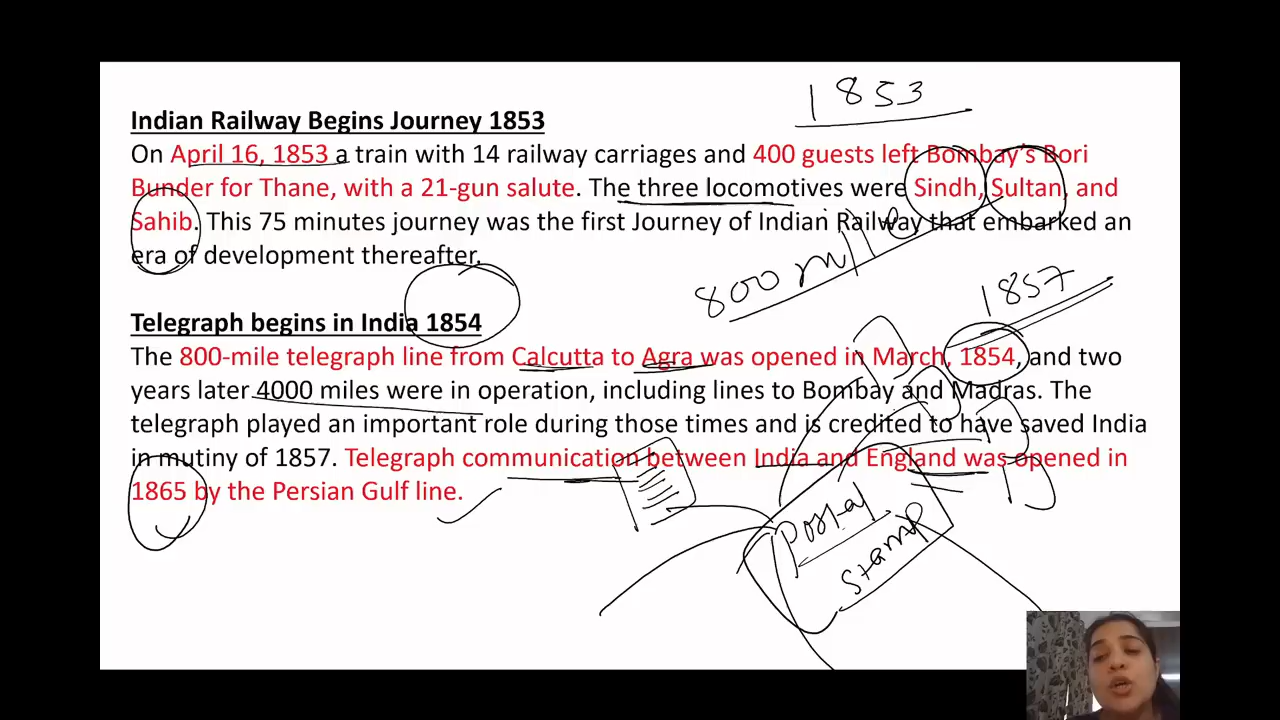 1853
Indian Railway Begins Journey 1853
On April 16, 1853 a train with 14 railway carriages and 400 guests left Bombay's Bori
Bunder for Thane, with a 21-gun salute. The three locomotives were Sindh, Sultan, and
Sahib. This 75 minutes journey was the first Journey of Indian Railway that embarked an
era of development thereafter.
800 mile
1857
Telegraph begins in India 1854
The 800-mile telegraph line from Calcutta to Agra was opened in March, 1854, and two
years later 4000 miles were in operation, including lines to Bombay and Madras. The
telegraph played an important role during those times and is credited to have saved India
in mutiny of 1857. Telegraph communication between India and England was opened in
1865 by the Persian Gulf line.
Postal
Stamp